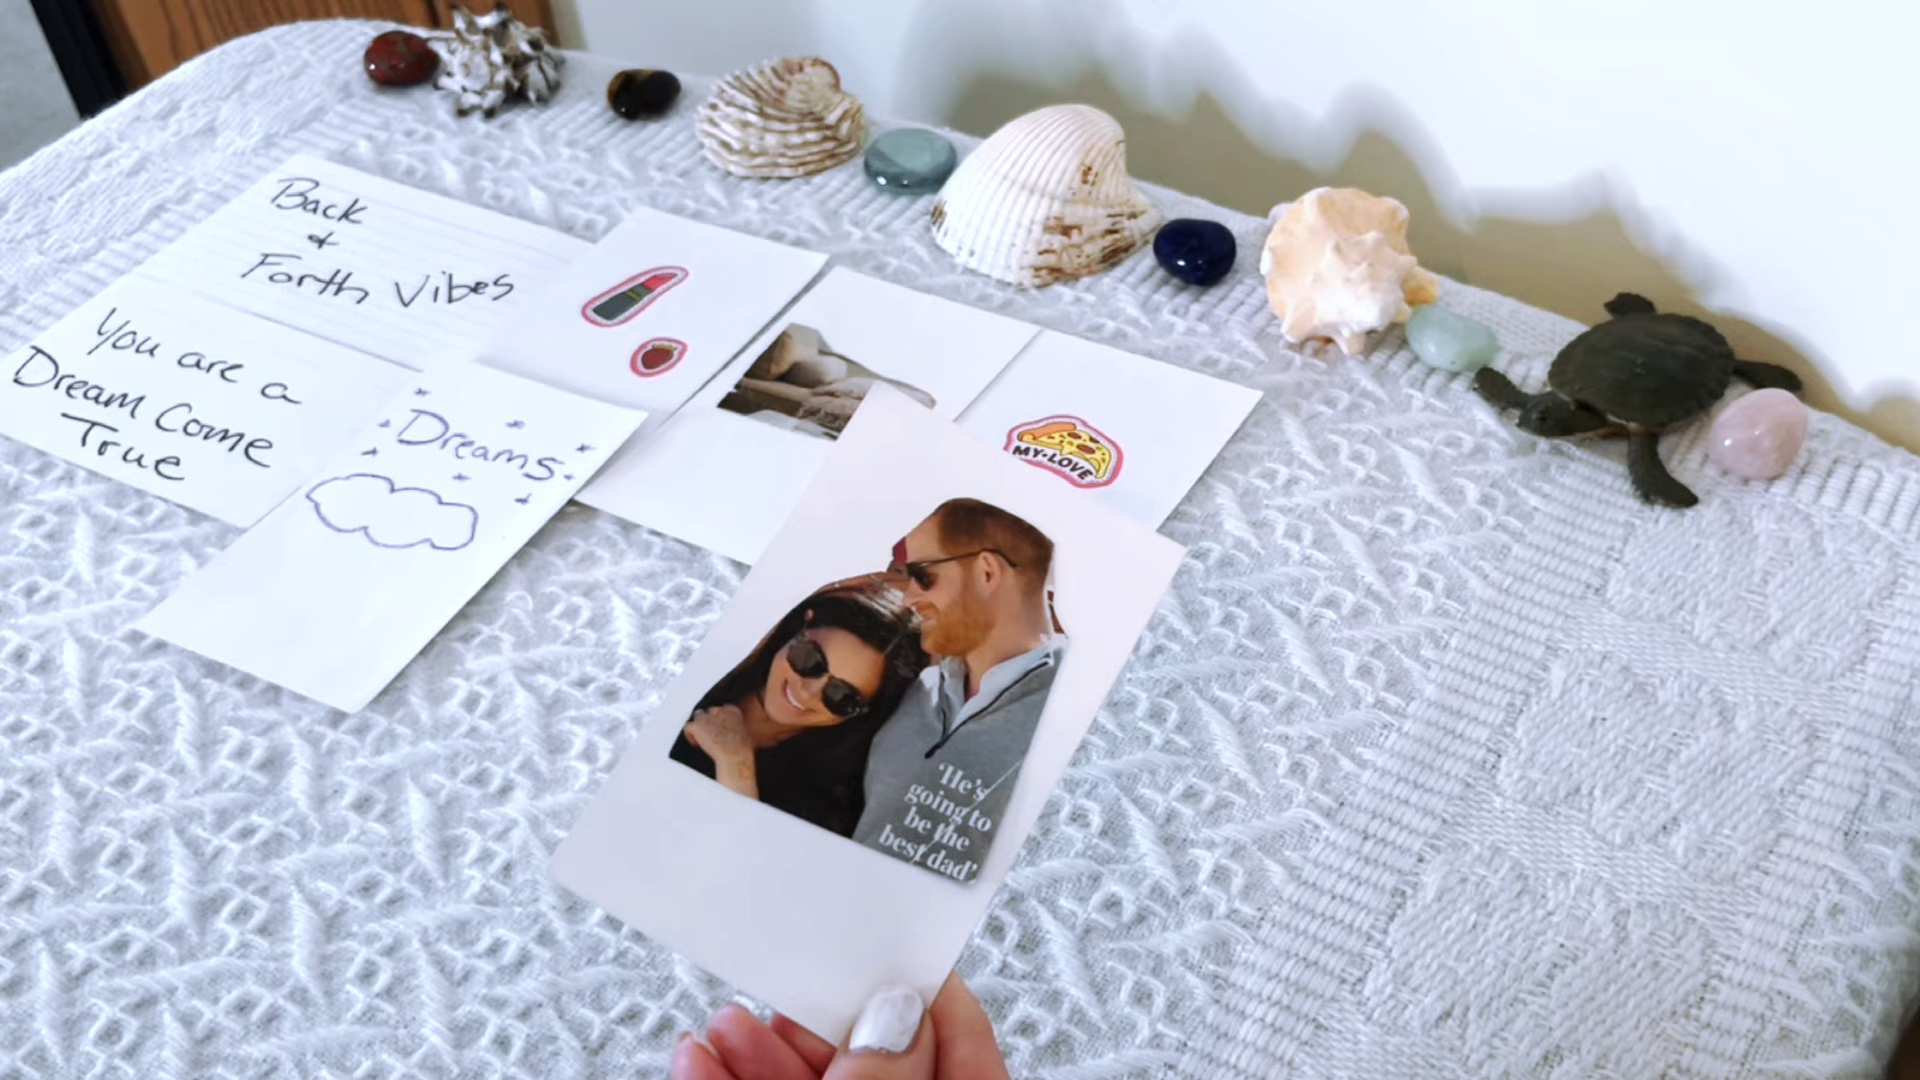 Back
&
Forth Vibes
You are a
Dream Come
True
Dreams
MY LOVE
'He's
going to
be the
best dad'